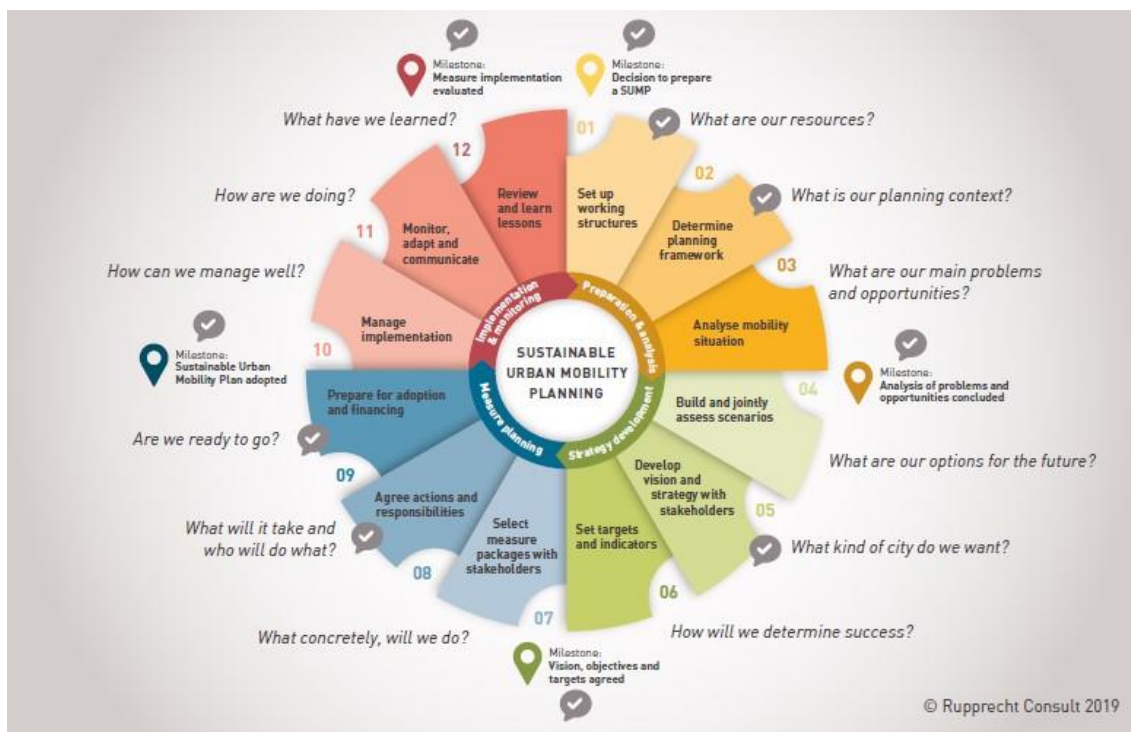 Milestone:
Measure implementation
evaluated
Milestone:
Decision to prepare
a SUMP
What have we learned?
12
01
What are our resources?
Review
and learn
lessons
Set up
working
structures
02
How are we doing?
11
Monitor,
adapt and
communicate
Determine
planning
framework
What is our planning context?
03
How can we manage well?
What are our main problems
and opportunities?
Manage
implementation
10
Analyse mobility
situation
Implementation
& monitoring
Preparation & analysis
SUSTAINABLE
URBAN MOBILITY
PLANNING
Measure planning
Strategy development
Milestone:
Sustainable Urban
Mobility Plan adopted
Milestone:
Analysis of problems and
opportunities concluded
Prepare for adoption
and financing
04
Build and jointly
assess scenarios
Are we ready to go?
09
What are our options for the future?
Agree actions and
responsibilities
Develop
vision and
strategy with
stakeholders
05
What will it take and
who will do what?
08
Select
measure
packages with
stakeholders
Set targets
and indicators
What kind of city do we want?
06
07
What concretely, will we do?
How will we determine success?
Milestone:
Vision, objectives and
targets agreed
© Rupprecht Consult 2019